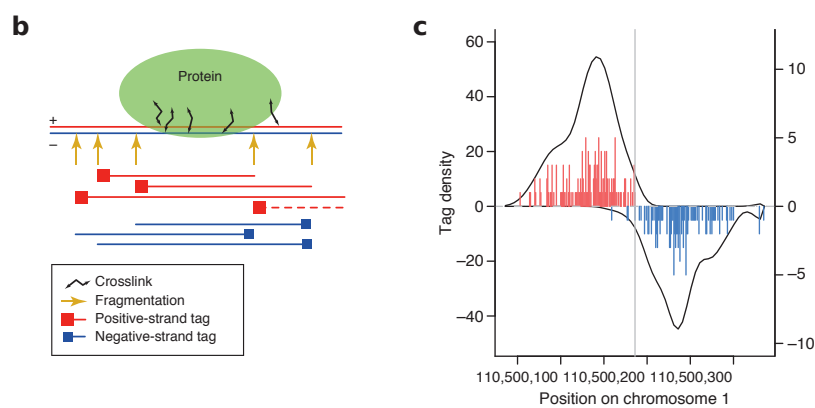 b
Protein
+
–
Crosslink
Fragmentation
Positive-strand tag
Negative-strand tag
c
60
40
20
0
−20
−40
Tag density
10
5
0
−5
−10
110,500,100 110,500,200 110,500,300
Position on chromosome 1